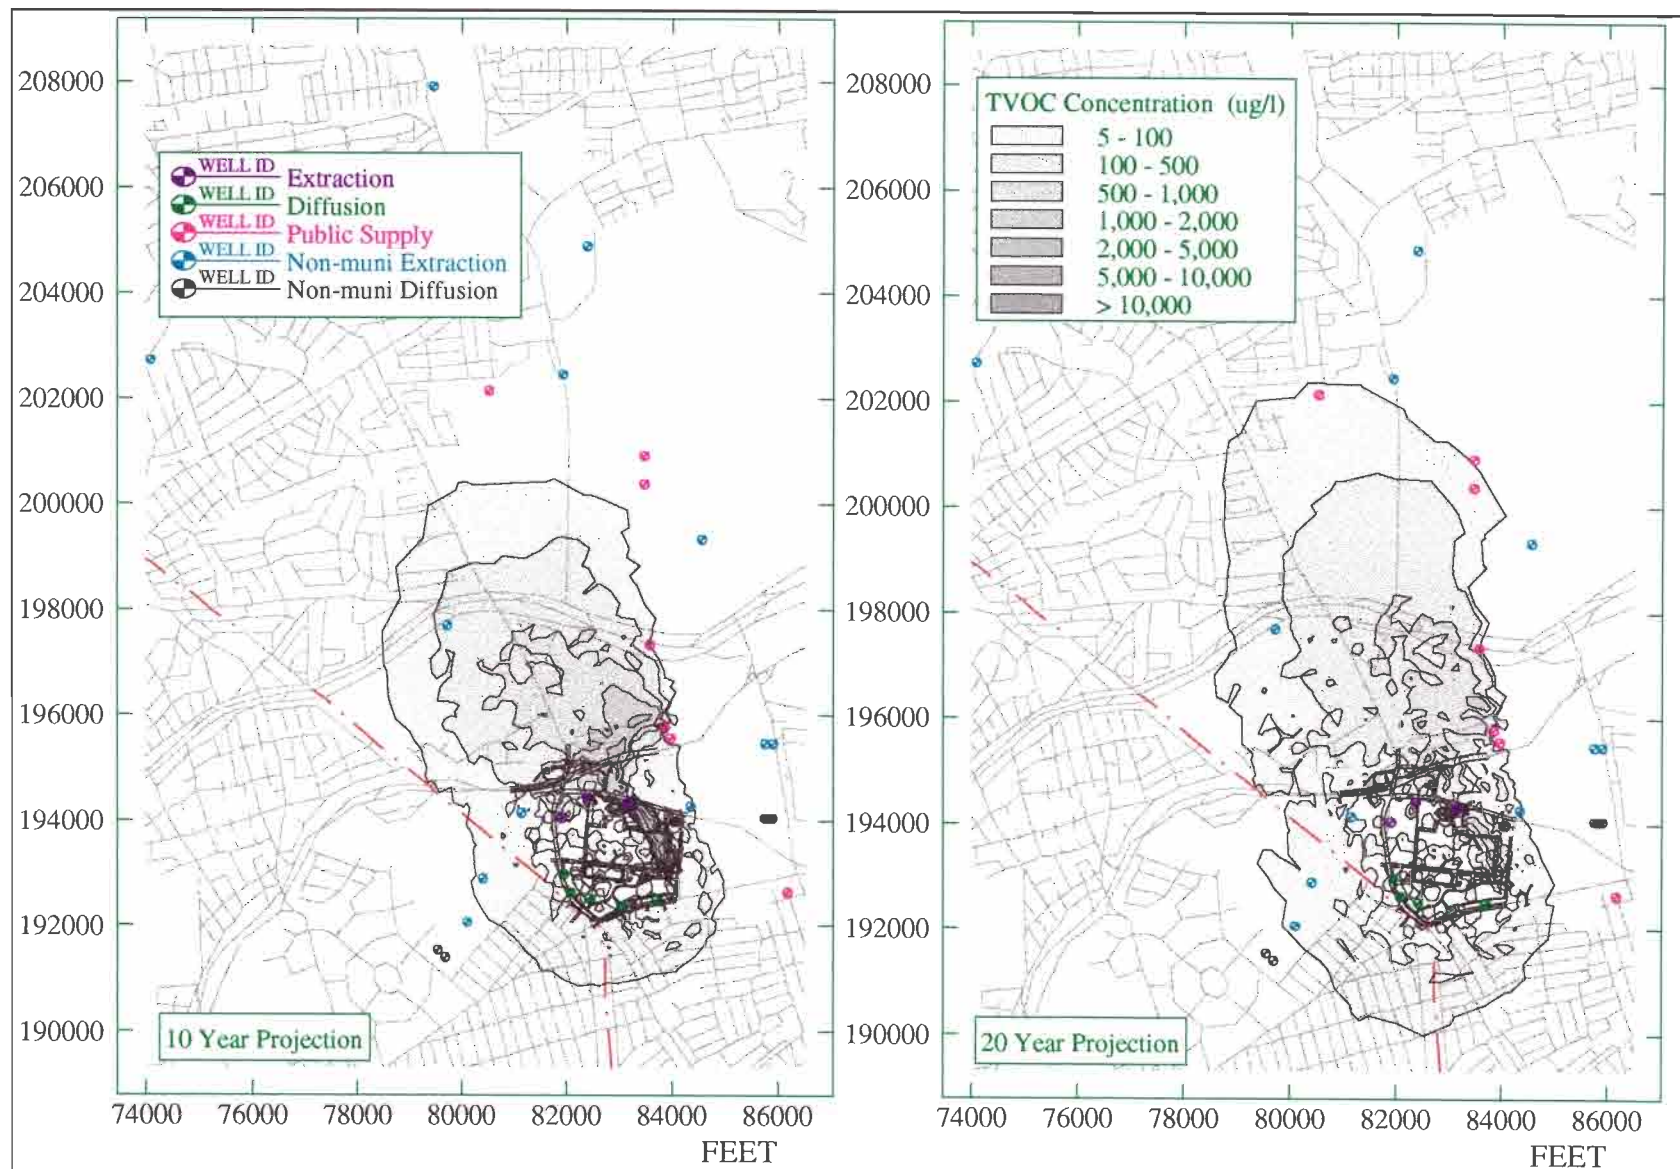 208000
206000
204000
202000
200000
198000
196000
194000
192000
190000
WELL ID Extraction
WELL ID Diffusion
WELL ID Public Supply
WELL ID Non-muni Extraction
WELL ID Non-muni Diffusion
10 Year Projection
74000 76000 78000 80000 82000 84000 86000
FEET
208000
206000
204000
202000
200000
198000
196000
194000
192000
190000
TVOC Concentration (ug/l)
5 - 100
100 - 500
500 - 1,000
1,000 - 2,000
2,000 - 5,000
5,000 - 10,000
> 10,000
20 Year Projection
74000 76000 78000 80000 82000 84000 86000
FEET